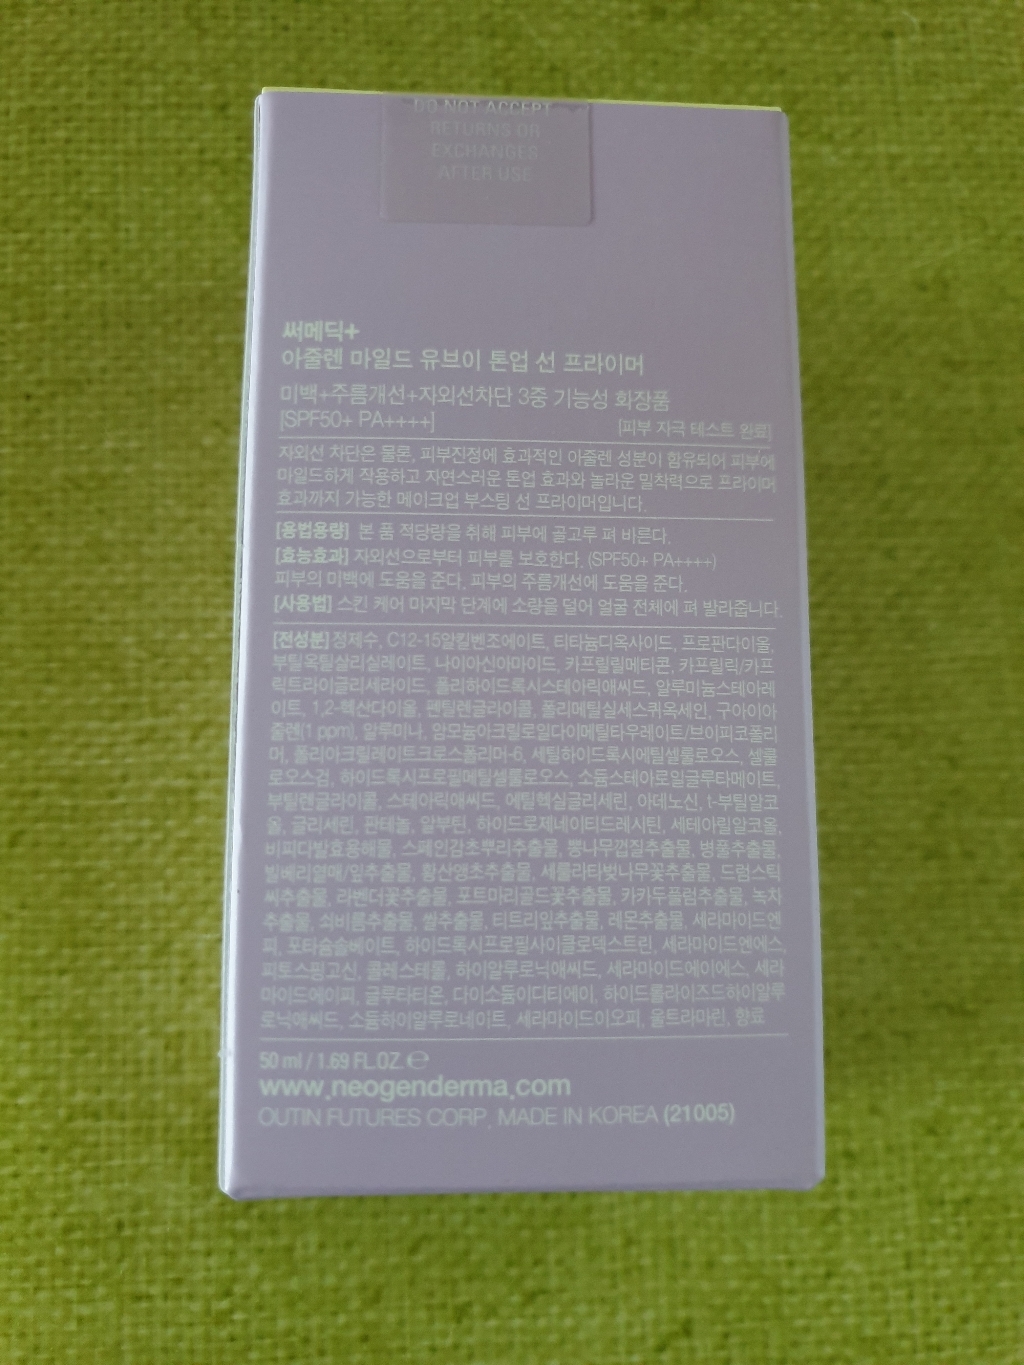 DO NOT ACCEPT
RETURNS OR
EXCHANGES
AFTER USE
써메딕+
아줄렌 마일드 유브이 톤업 선 프라이머
미백+주름개선+자외선차단 3중 기능성 화장품
[SPF50+ PA++++]
[피부 자극 테스트 완료]
자외선 차단은 물론, 피부진정에 효과적인 아줄렌 성분이 함유되어 피부에
마일드하게 작용하고 자연스러운 톤업 효과와 놀라운 밀착력으로 프라이머
효과까지 가능한 메이크업 부스팅 선 프라이머입니다.
[용법용량] 본 품 적당량을 취해 피부에 골고루 펴 바른다.
[효능효과] 자외선으로부터 피부를 보호한다. (SPF50+ PA++++)
피부의 미백에 도움을 준다. 피부의 주름개선에 도움을 준다.
[사용법] 스킨 케어 마지막 단계에 소량을 덜어 얼굴 전체에 펴 발라줍니다.
[전성분] 정제수, C12-15알킬벤조에이트, 티타늄디옥사이드, 프로판다이올,
부틸옥틸살리실레이트, 나이아신아마이드, 카프릴릴메티콘, 카프릴릭/카프
릭트라이글리세라이드, 폴리하이드록시스테아릭애씨드, 알루미늄스테아레
이트, 1,2-헥산다이올, 펜틸렌글라이콜, 폴리메틸실세스퀴옥세인, 구아이아
줄렌(1 ppm), 알루미나, 암모늄아크릴로일다이메틸타우레이트/브이피코폴리
머, 폴리아크릴레이트크로스폴리머-6, 세틸하이드록시에틸셀룰로오스, 셀룰
로오스검, 하이드록시프로필메틸셀룰로오스, 소듐스테아로일글루타메이트,
부틸렌글라이콜, 스테아릭애씨드, 에틸헥실글리세린, 아데노신, t-부틸알코
올, 글리세린, 판테놀, 알부틴, 하이드로제네이티드레시틴, 세테아릴알코올,
비피다발효용해물, 스페인감초뿌리추출물, 뽕나무껍질추출물, 병풀추출물,
빌베리열매/잎추출물, 황산앵초추출물, 세룰라타벚나무꽃추출물, 드럼스틱
씨추출물, 라벤더꽃추출물, 포트마리골드꽃추출물, 카카두플럼추출물, 녹차
추출물, 쇠비름추출물, 쌀추출물, 티트리잎추출물, 레몬추출물, 세라마이드엔
피, 포타슘솔베이트, 하이드록시프로필사이클로덱스트린, 세라마이드엔에스,
피토스핑고신, 콜레스테롤, 하이알루로닉애씨드, 세라마이드에이에스, 세라
마이드에이피, 글루타티온, 다이소듐이디티에이, 하이드롤라이즈드하이알루
로닉애씨드, 소듐하이알루로네이트, 세라마이드이오피, 울트라마린, 향료
50 ml / 1.69 FL.OZ. ℮
www.neogenderma.com
OUTIN FUTURES CORP. MADE IN KOREA (21005)